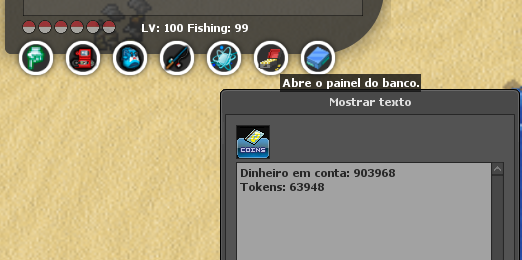 LV: 100 Fishing: 99
Abre o painel do banco.
Mostrar texto
COINS
Dinheiro em conta: 903968
Tokens: 63948